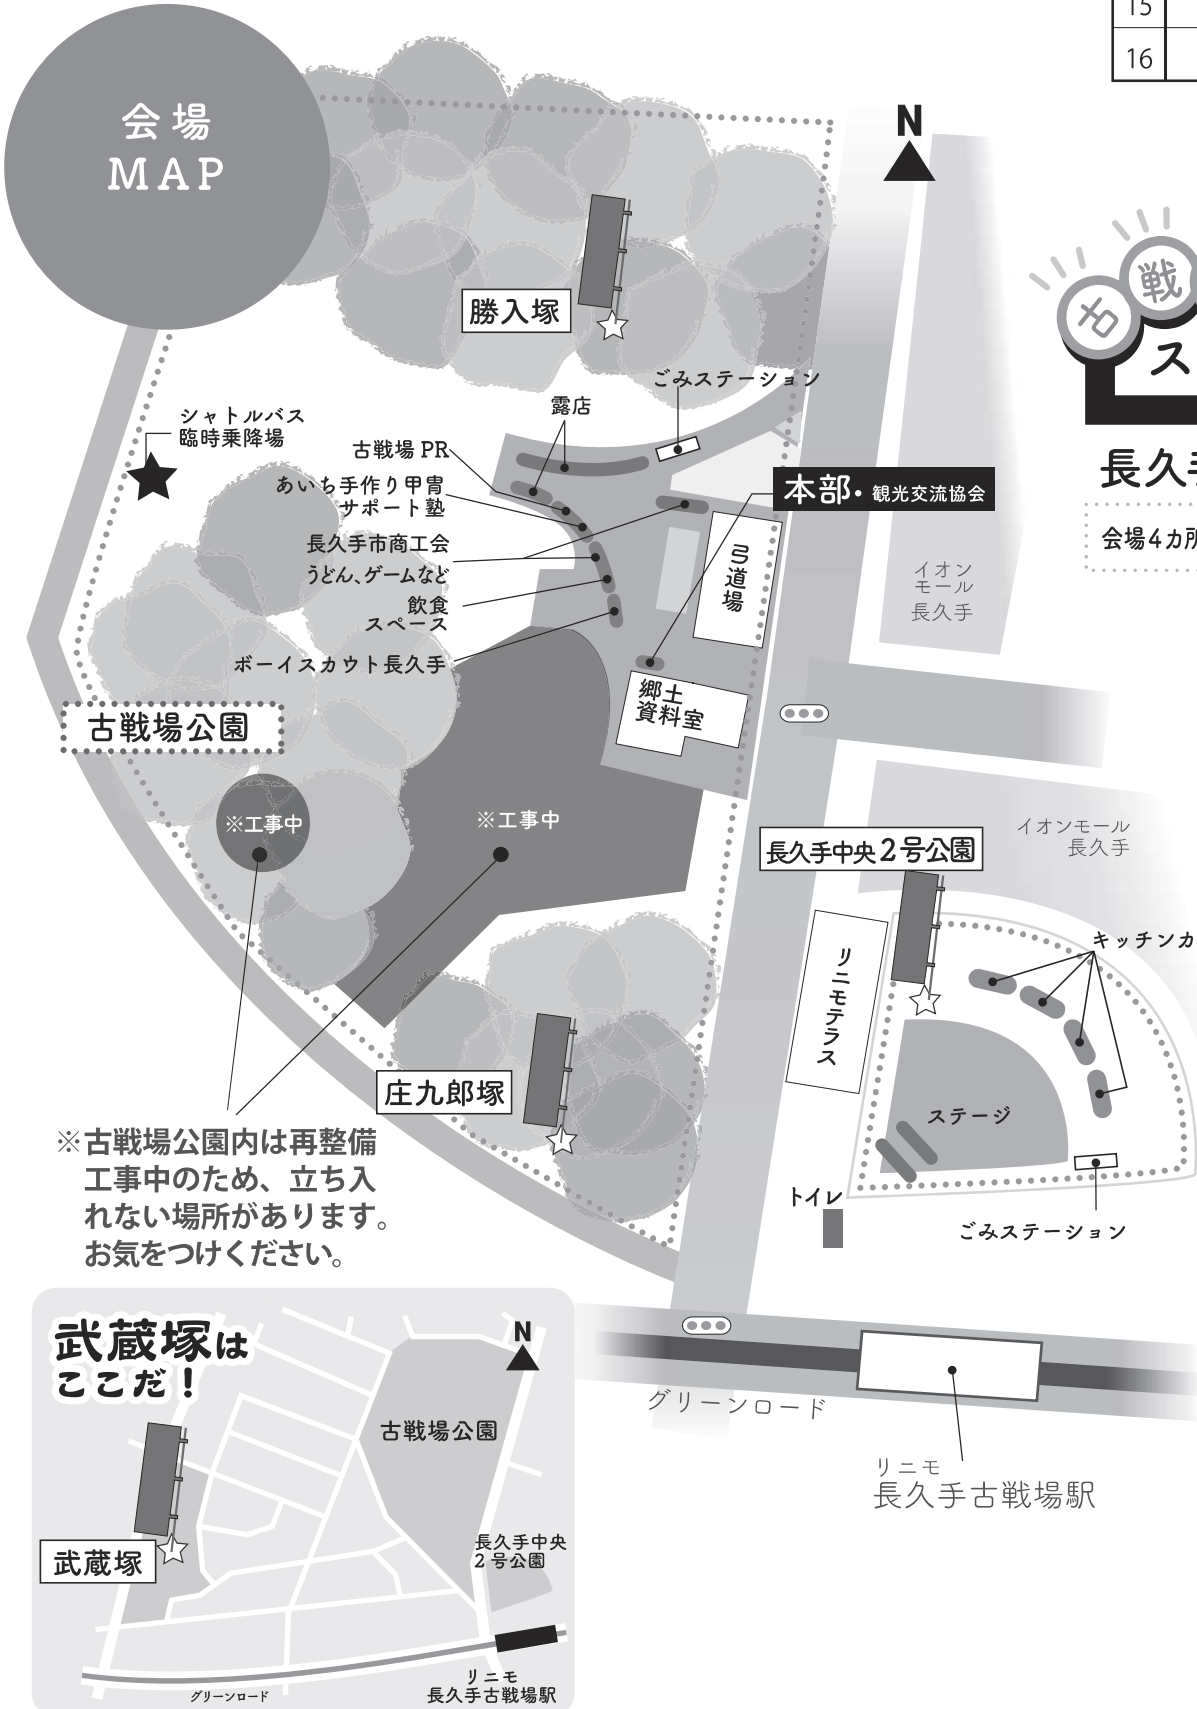 会場
MAP
15
16
N
古
戦
ス
長久
会場4カ所
勝入塚
ごみステーション
露店
シャトルバス
臨時乗降場
古戦場 PR
あいち手作り甲冑
サポート塾
長久手市商工会
うどん、ゲームなど
飲食
スペース
ボーイスカウト長久手
本部・観光交流協会
弓道場
郷土
資料室
イオン
モール
長久手
古戦場公園
※工事中
※工事中
イオンモール
長久手
長久手中央2号公園
リニモテラス
キッチンカ
ステージ
トイレ
ごみステーション
庄九郎塚
※古戦場公園内は再整備
工事中のため、立ち入
れない場所があります。
お気をつけください。
グリーンロード
リニモ
長久手古戦場駅
武蔵塚は
ここだ！
N
古戦場公園
武蔵塚
長久手中央
2号公園
グリーンロード
リニモ
長久手古戦場駅